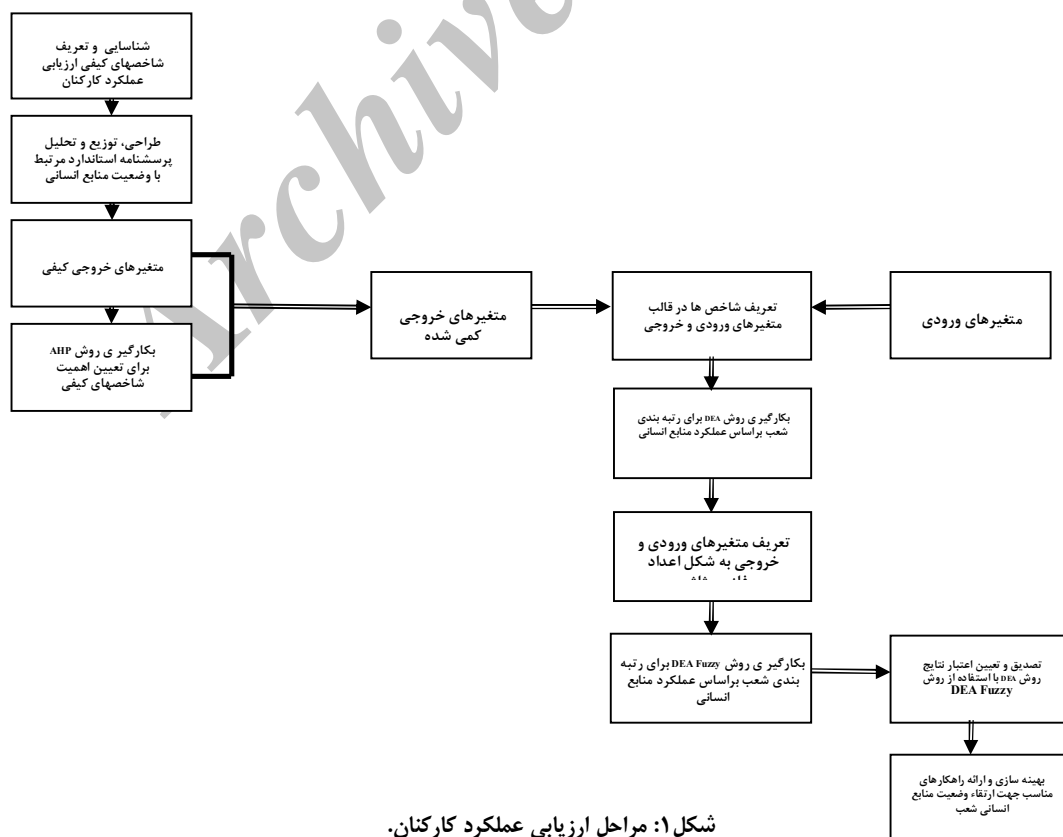 Archive
شناسایی و تعریف
شاخصهای کیفی ارزیابی
عملکرد کارکنان
طراحی، توزیع و تحلیل
پرسشنامه استاندارد مرتبط
با وضعیت منابع انسانی
متغیرهای خروجی کیفی
بکارگیر ی روش AHP
برای تعیین اهمیت
شاخصهای کیفی
متغیرهای خروجی
کمی شده
تعریف شاخص ها در قالب
متغیرهای ورودی و خروجی
متغیرهای ورودی
بکارگیر ی روش DEA برای رتبه بندی
شعب براساس عملکرد منابع انسانی
تعریف متغیرهای ورودی و
خروجی به شکل اعداد
بکارگیر ی روش DEA Fuzzy برای رتبه
بندی شعب براساس عملکرد منابع
انسانی
تصدیق و تعیین اعتبار نتایج
روش DEA با استفاده از روش
DEA Fuzzy
بهینه سازی و ارائه راهکارهای
مناسب جهت ارتقاء وضعیت منابع
انسانی شعب
شکل۱: مراحل ارزیابی عملکرد کارکنان.